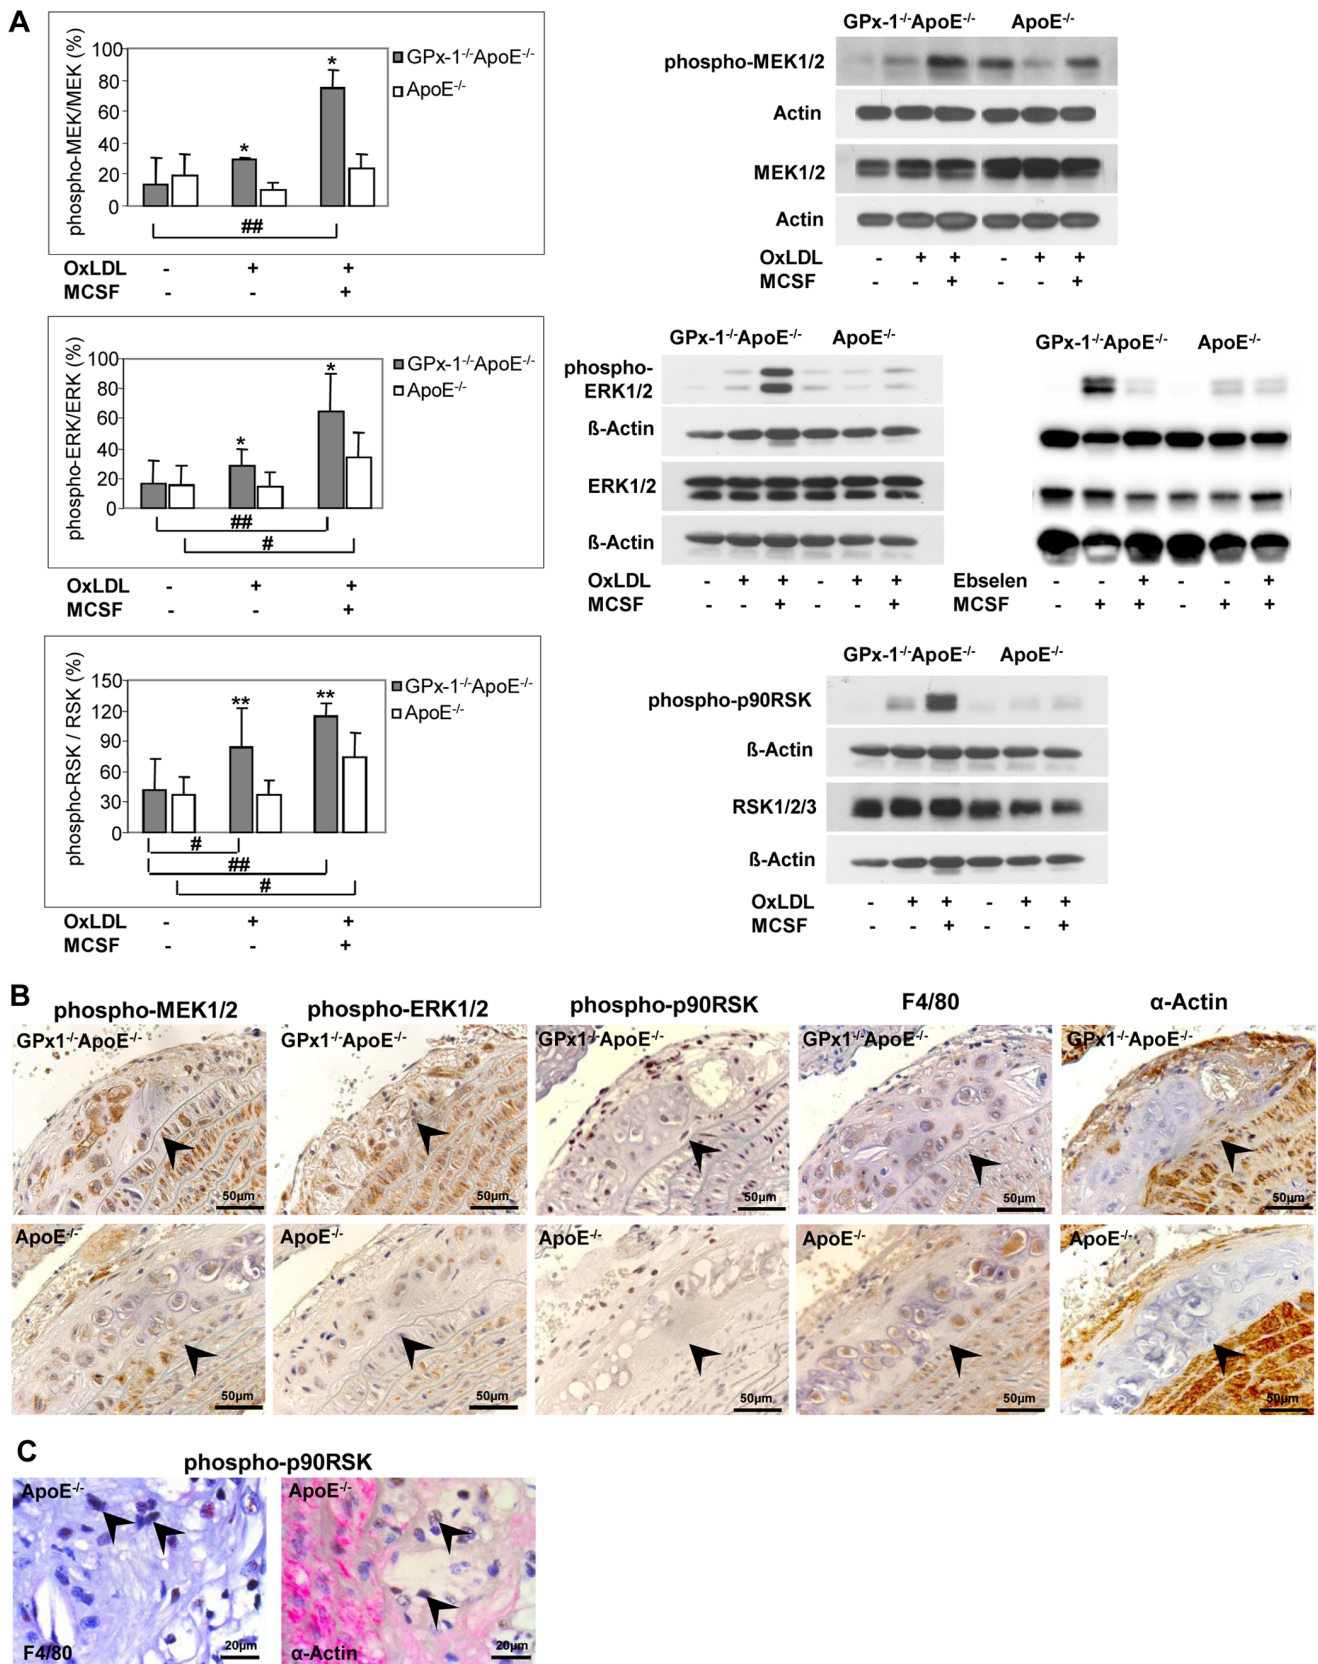 A
phospho-MEK/MEK (%)
100
80
60
40
20
0
*
*
##
GPx-1-/-ApoE-/-
ApoE-/-
OxLDL - + +
MCSF - - +
GPx-1-/-ApoE-/- ApoE-/-
phospho-MEK1/2
Actin
MEK1/2
Actin
OxLDL - + + - + +
MCSF - - + - - +
phospho-ERK/ERK (%)
100
80
60
40
20
0
*
*
##
#
GPx-1-/-ApoE-/-
ApoE-/-
OxLDL - + +
MCSF - - +
GPx-1-/-ApoE-/- ApoE-/-
phospho-
ERK1/2
ß-Actin
ERK1/2
ß-Actin
OxLDL - + + - + +
MCSF - - + - - +
GPx-1-/-ApoE-/- ApoE-/-
Ebselen - - + - - +
MCSF - + + - + +
phospho-RSK / RSK (%)
150
120
90
60
30
0
**
**
#
##
#
GPx-1-/-ApoE-/-
ApoE-/-
OxLDL - + +
MCSF - - +
GPx-1-/-ApoE-/- ApoE-/-
phospho-p90RSK
ß-Actin
RSK1/2/3
ß-Actin
OxLDL - + + - + +
MCSF - - + - - +
B
phospho-MEK1/2 phospho-ERK1/2 phospho-p90RSK F4/80 α-Actin
GPx1-/-ApoE-/- GPx1-/-ApoE-/- GPx1-/-ApoE-/- GPx1-/-ApoE-/- GPx1-/-ApoE-/-
50µm 50µm 50µm 50µm 50µm
ApoE-/- ApoE-/- ApoE-/- ApoE-/- ApoE-/-
50µm 50µm 50µm 50µm 50µm
C
phospho-p90RSK
ApoE-/- ApoE-/-
F4/80 20µm α-Actin 20µm